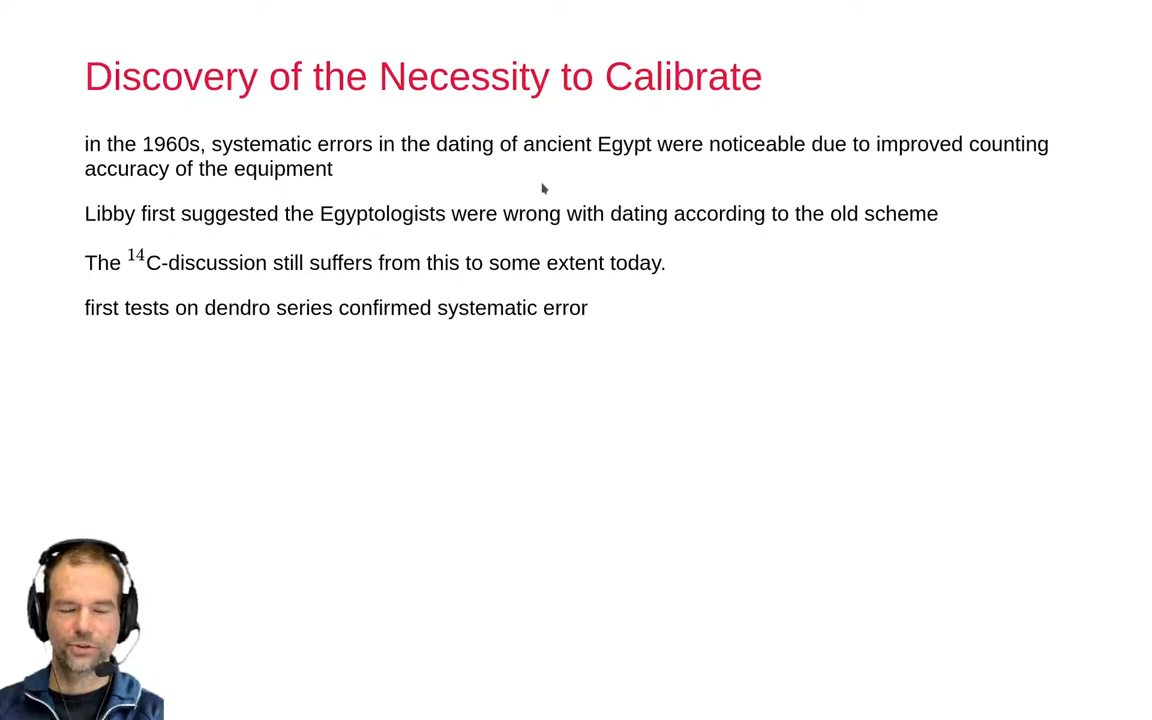 Discovery of the Necessity to Calibrate
in the 1960s, systematic errors in the dating of ancient Egypt were noticeable due to improved counting
accuracy of the equipment
Libby first suggested the Egyptologists were wrong with dating according to the old scheme
The ¹⁴C-discussion still suffers from this to some extent today.
first tests on dendro series confirmed systematic error